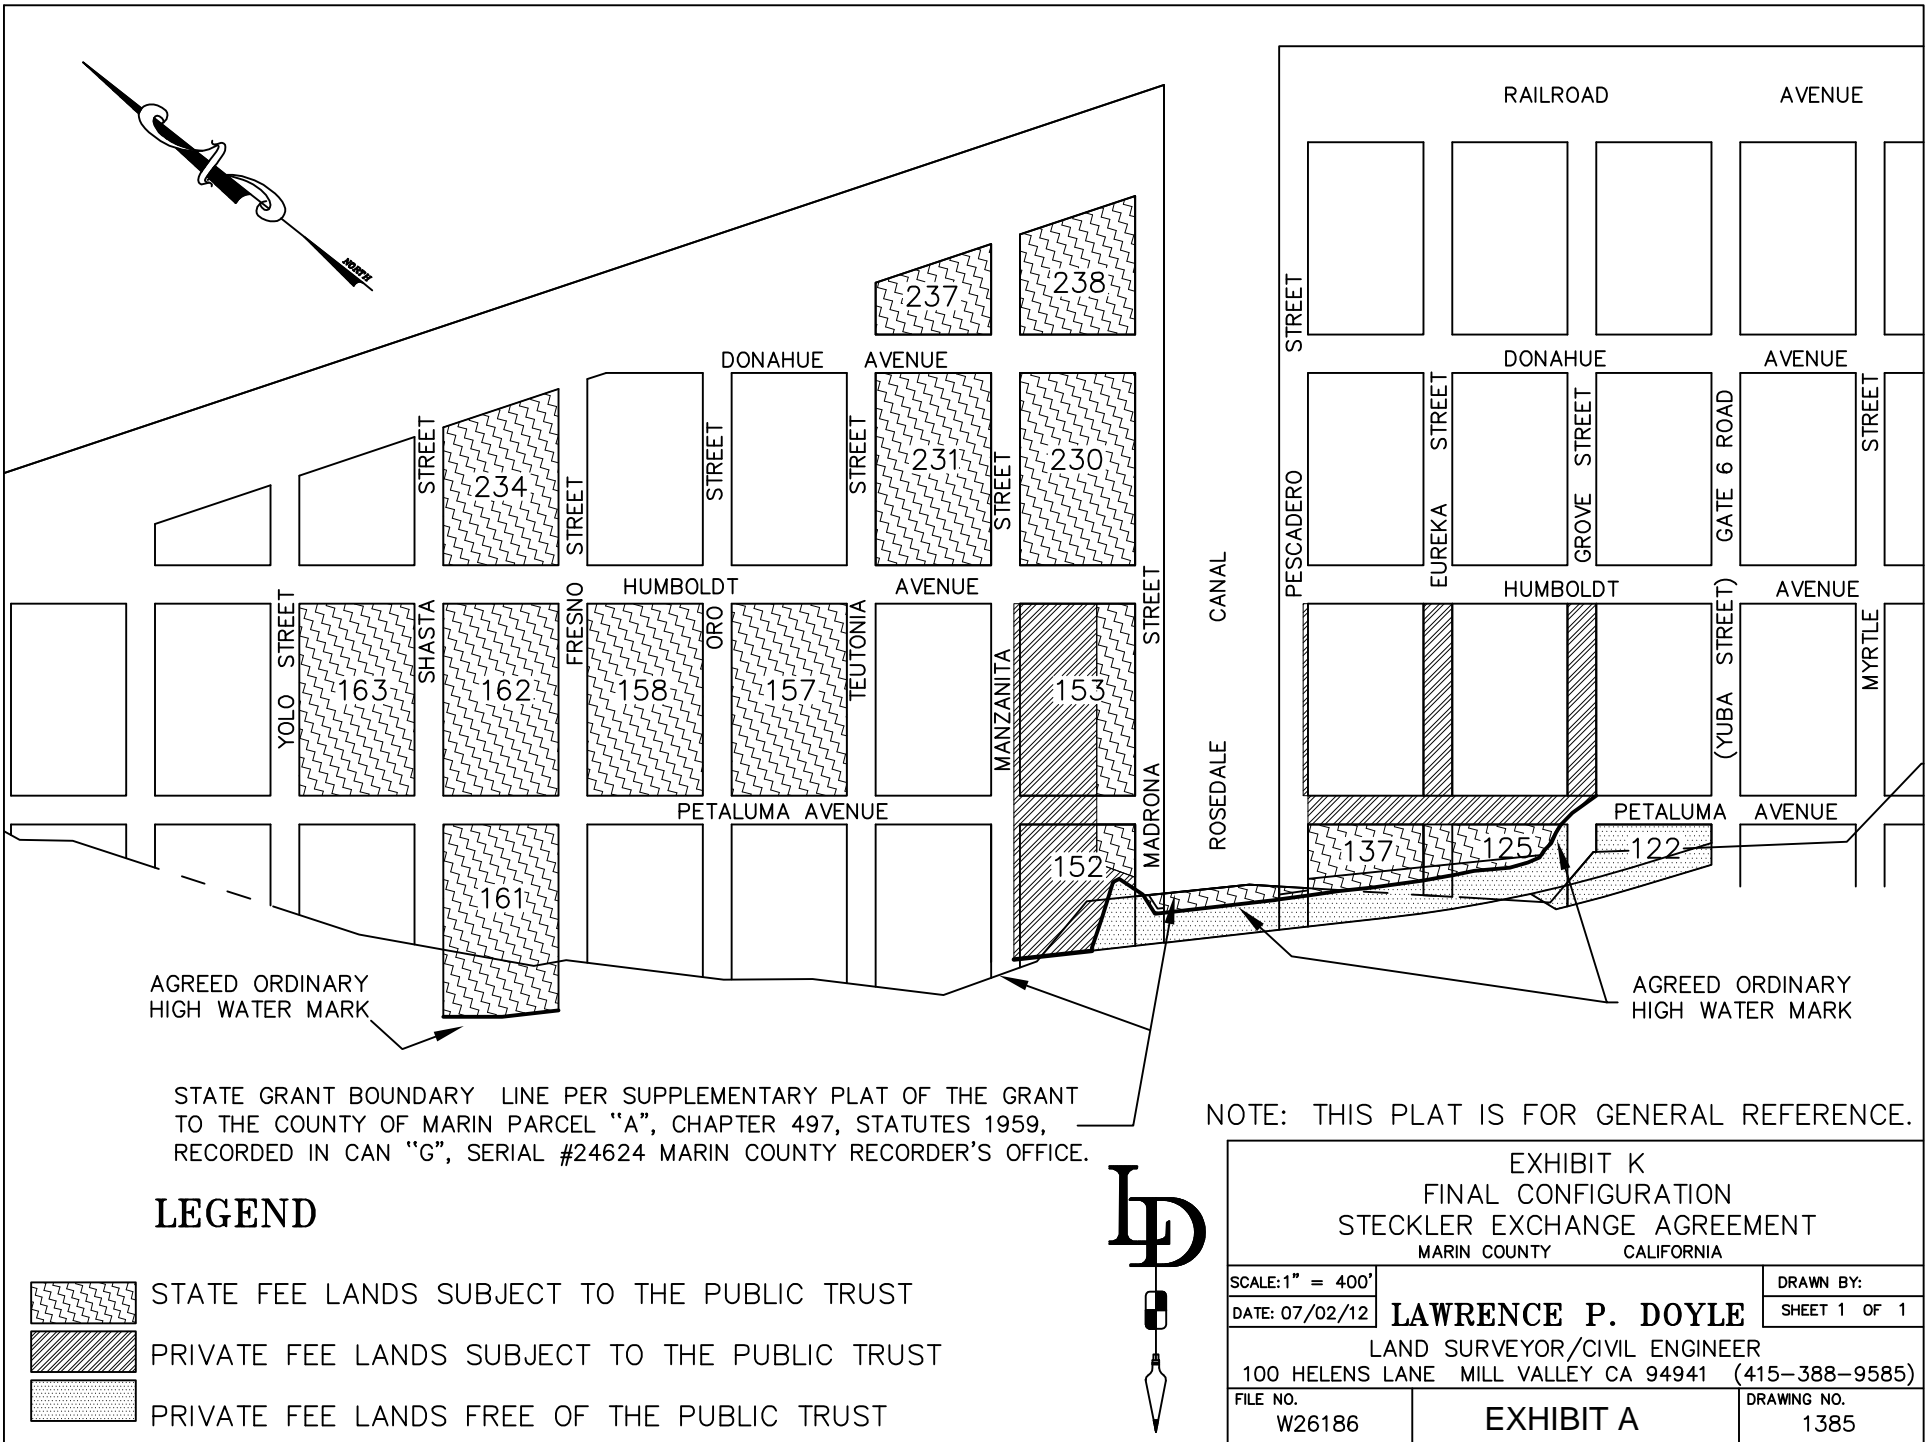 RAILROAD AVENUE
NORTH
237
238
DONAHUE AVENUE
DONAHUE AVENUE
STREET
STREET
STREET
STREET
STREET
STREET
234
231
230
PESCADERO STREET
EUREKA STREET
GROVE STREET
GATE 6 ROAD
(YUBA STREET)
MYRTLE
STREET
HUMBOLDT AVENUE
HUMBOLDT AVENUE
YOLO STREET
SHASTA
FRESNO
ORO
TEUTONIA
MANZANITA
MADRONA
ROSEDALE CANAL
163
162
158
157
153
PETALUMA AVENUE
PETALUMA AVENUE
161
152
137
125
122
AGREED ORDINARY
HIGH WATER MARK
AGREED ORDINARY
HIGH WATER MARK
STATE GRANT BOUNDARY LINE PER SUPPLEMENTARY PLAT OF THE GRANT
TO THE COUNTY OF MARIN PARCEL "A", CHAPTER 497, STATUTES 1959,
RECORDED IN CAN "G", SERIAL #24624 MARIN COUNTY RECORDER'S OFFICE.
NOTE: THIS PLAT IS FOR GENERAL REFERENCE.
LEGEND
STATE FEE LANDS SUBJECT TO THE PUBLIC TRUST
PRIVATE FEE LANDS SUBJECT TO THE PUBLIC TRUST
PRIVATE FEE LANDS FREE OF THE PUBLIC TRUST
LD
EXHIBIT K
FINAL CONFIGURATION
STECKLER EXCHANGE AGREEMENT
MARIN COUNTY CALIFORNIA
SCALE: 1" = 400'
DATE: 07/02/12
LAWRENCE P. DOYLE
DRAWN BY:
SHEET 1 OF 1
LAND SURVEYOR/CIVIL ENGINEER
100 HELENS LANE MILL VALLEY CA 94941 (415-388-9585)
FILE NO.
W26186
EXHIBIT A
DRAWING NO.
1385